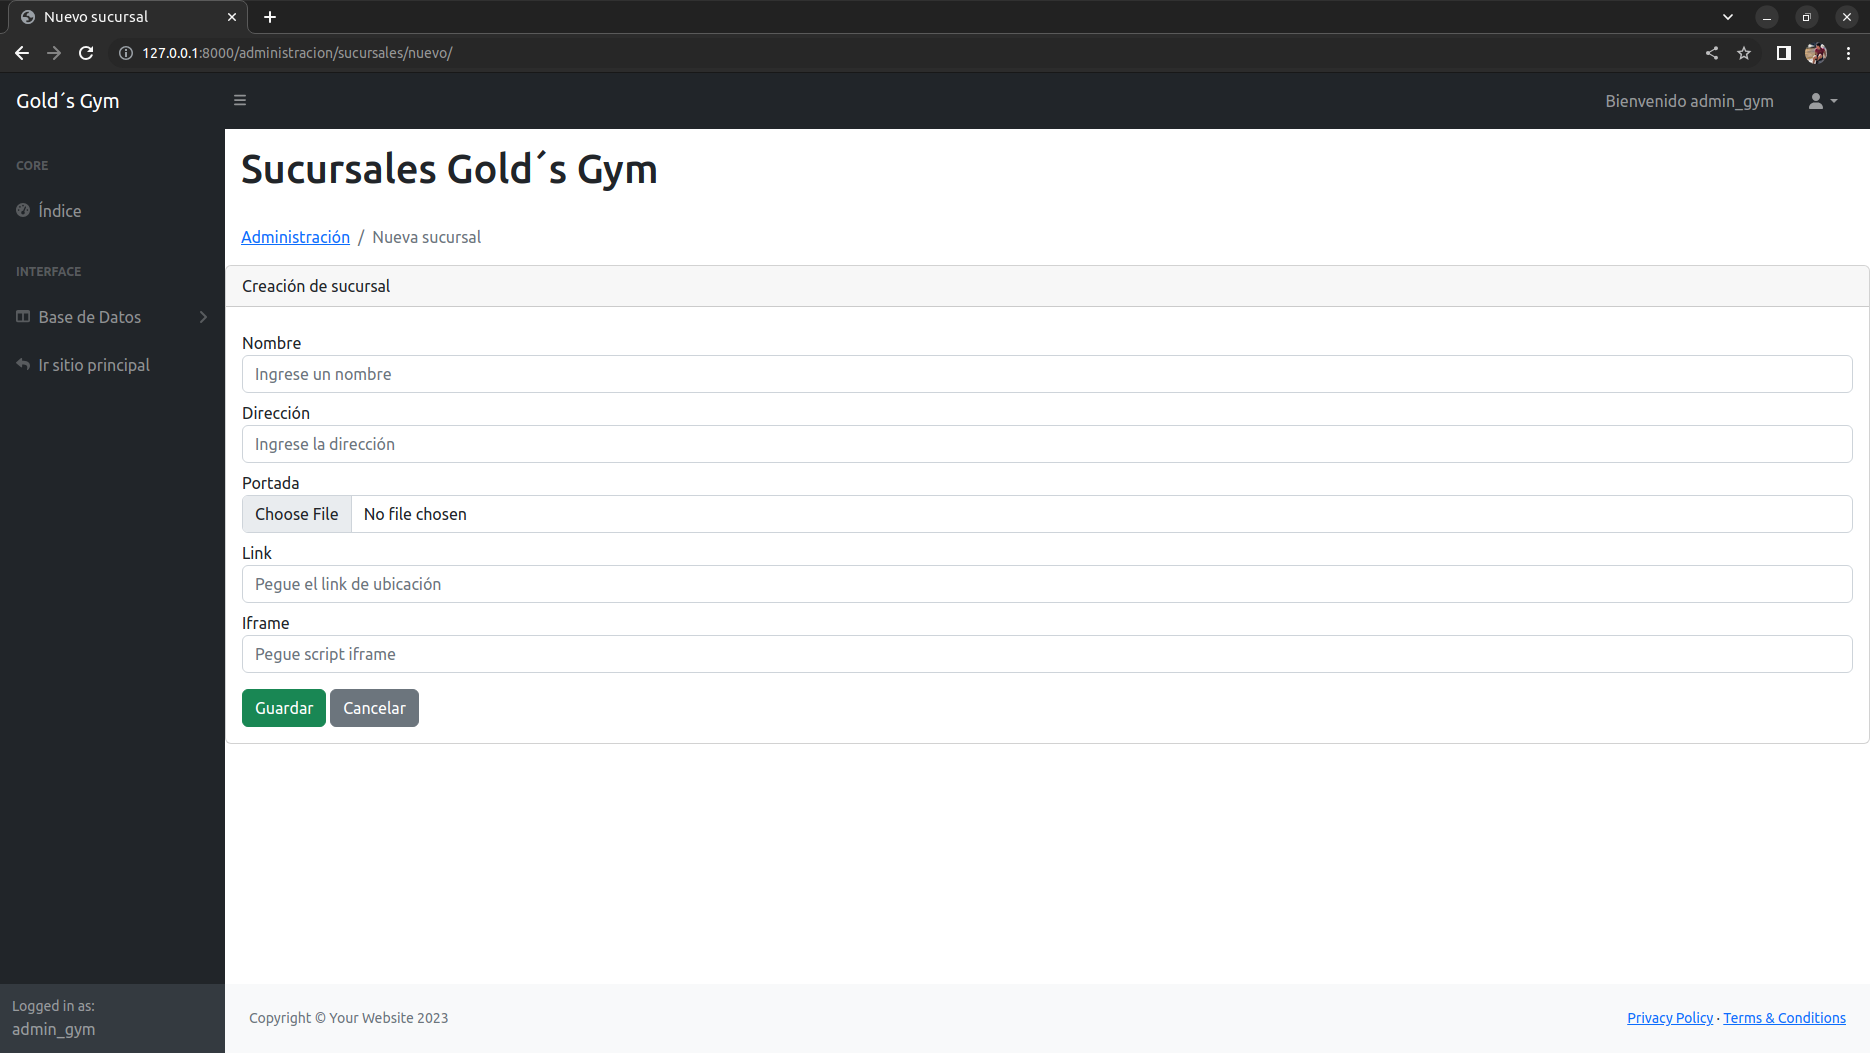 Nuevo sucursal
127.0.0.1:8000/administracion/sucursales/nuevo/
Gold´s Gym
Bienvenido admin_gym
CORE
Índice
INTERFACE
Base de Datos
Ir sitio principal
Logged in as:
admin_gym
Sucursales Gold´s Gym
Administración / Nueva sucursal
Creación de sucursal
Nombre
Ingrese un nombre
Dirección
Ingrese la dirección
Portada
Choose File No file chosen
Link
Pegue el link de ubicación
Iframe
Pegue script iframe
Guardar Cancelar
Copyright © Your Website 2023
Privacy Policy · Terms & Conditions